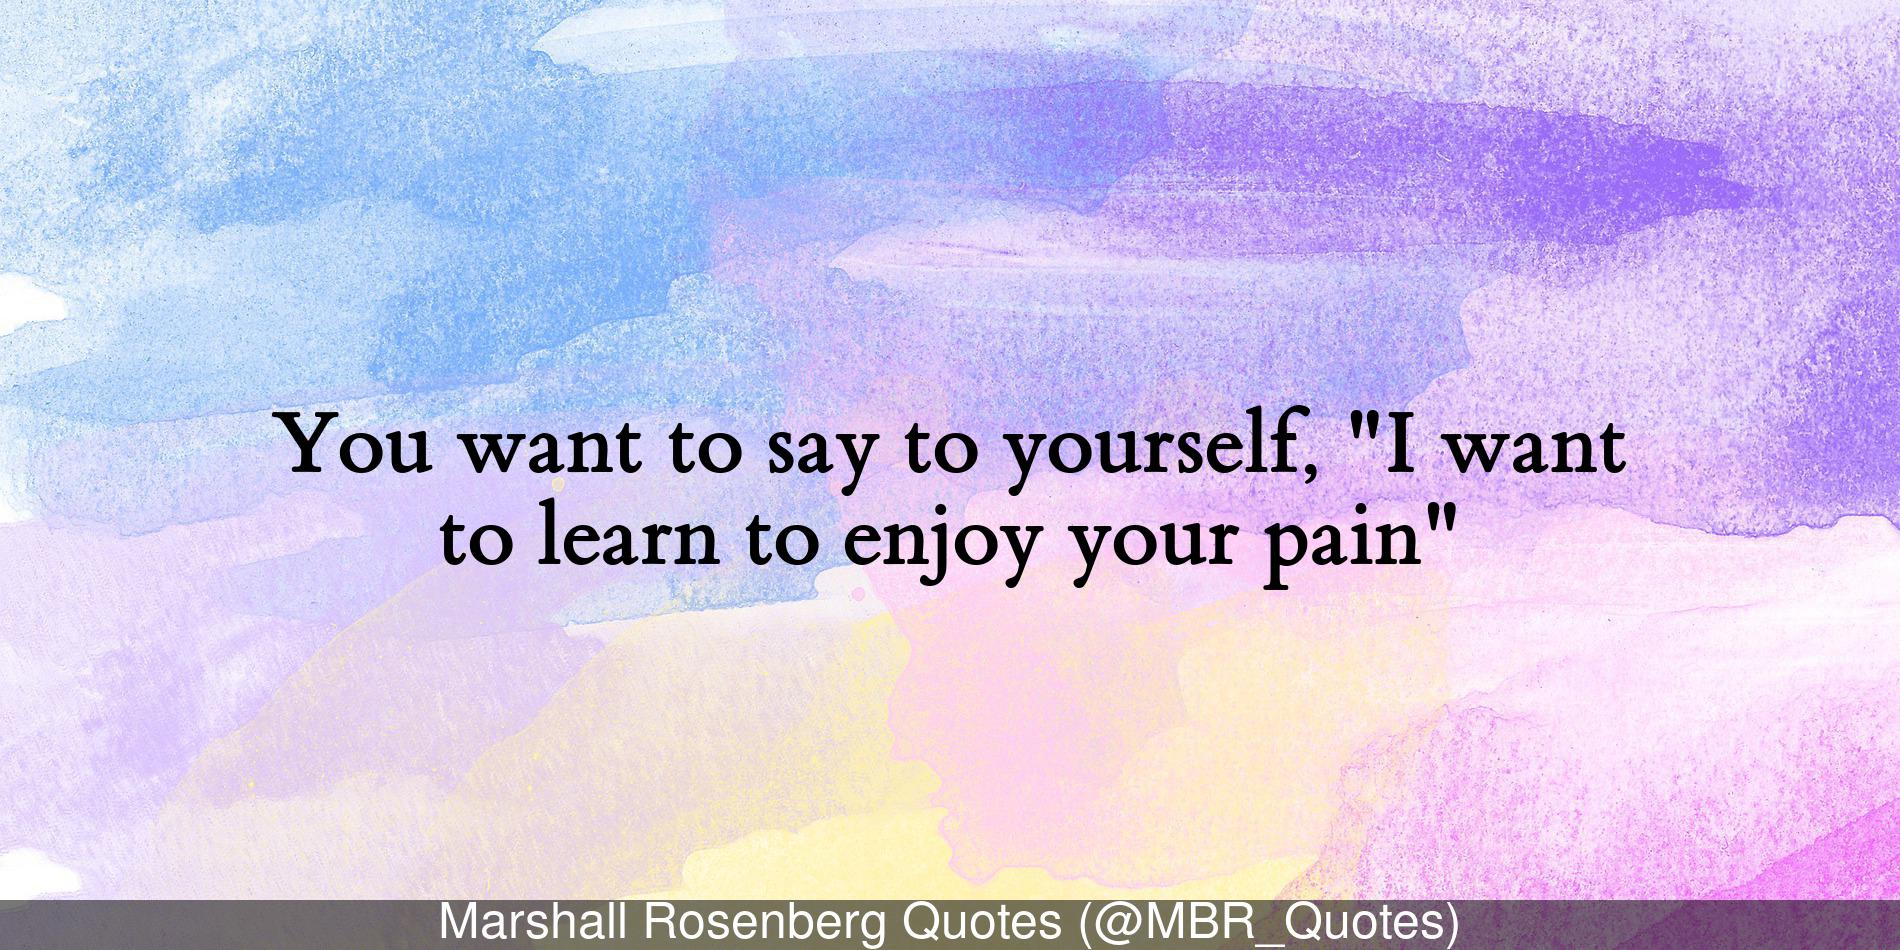 You want to say to yourself, "I want
to learn to enjoy your pain"
Marshall Rosenberg Quotes (@MBR_Quotes)